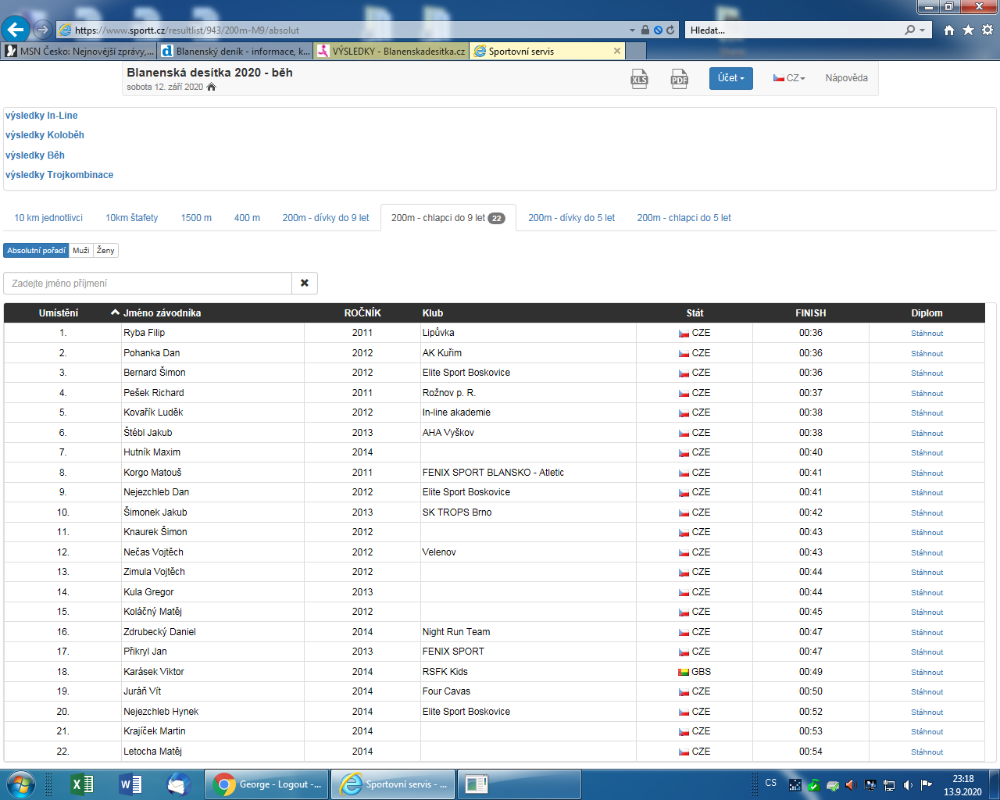 https://www.sportt.cz/resultlist/943/200m-M9/absolut
Hledat...
MSN Česko: Nejnovější zprávy,...
Blanenský deník - informace, k...
VÝSLEDKY - Blanenskadesitka.cz
Sportovní servis
Blanenská desítka 2020 - běh
sobota 12. září 2020
XLS
PDF
Účet
CZ
Nápověda
výsledky In-Line
výsledky Koloběh
výsledky Běh
výsledky Trojkombinace
10 km jednotlivci 10km štafety 1500 m 400 m 200m - dívky do 9 let 200m - chlapci do 9 let 22 200m - dívky do 5 let 200m - chlapci do 5 let
Absolutní pořadí Muži Ženy
Zadejte jméno příjmení
Umístění Jméno závodníka ROČNÍK Klub Stát FINISH Diplom
1. Ryba Filip 2011 Lipůvka CZE 00:36 Stáhnout
2. Pohanka Dan 2012 AK Kuřim CZE 00:36 Stáhnout
3. Bernard Šimon 2012 Elite Sport Boskovice CZE 00:36 Stáhnout
4. Pešek Richard 2011 Rožnov p. R. CZE 00:37 Stáhnout
5. Kovařík Luděk 2012 In-line akademie CZE 00:38 Stáhnout
6. Štébl Jakub 2013 AHA Vyškov CZE 00:38 Stáhnout
7. Hutník Maxim 2014 CZE 00:40 Stáhnout
8. Korgo Matouš 2011 FENIX SPORT BLANSKO - Atletic CZE 00:41 Stáhnout
9. Nejezchleb Dan 2012 Elite Sport Boskovice CZE 00:41 Stáhnout
10. Šimonek Jakub 2013 SK TROPS Brno CZE 00:42 Stáhnout
11. Knaurek Šimon 2012 CZE 00:43 Stáhnout
12. Nečas Vojtěch 2012 Velenov CZE 00:43 Stáhnout
13. Zimula Vojtěch 2012 CZE 00:44 Stáhnout
14. Kula Gregor 2013 CZE 00:44 Stáhnout
15. Koláčný Matěj 2012 CZE 00:45 Stáhnout
16. Zdrubecký Daniel 2014 Night Run Team CZE 00:47 Stáhnout
17. Přikryl Jan 2013 FENIX SPORT CZE 00:47 Stáhnout
18. Karásek Viktor 2014 RSFK Kids GBS 00:49 Stáhnout
19. Juráň Vít 2014 Four Cavas CZE 00:50 Stáhnout
20. Nejezchleb Hynek 2014 Elite Sport Boskovice CZE 00:52 Stáhnout
21. Krajíček Martin 2014 CZE 00:53 Stáhnout
22. Letocha Matěj 2014 CZE 00:54 Stáhnout
George - Logout -...
Sportovní servis - ...
CS
23:18
13.9.2020